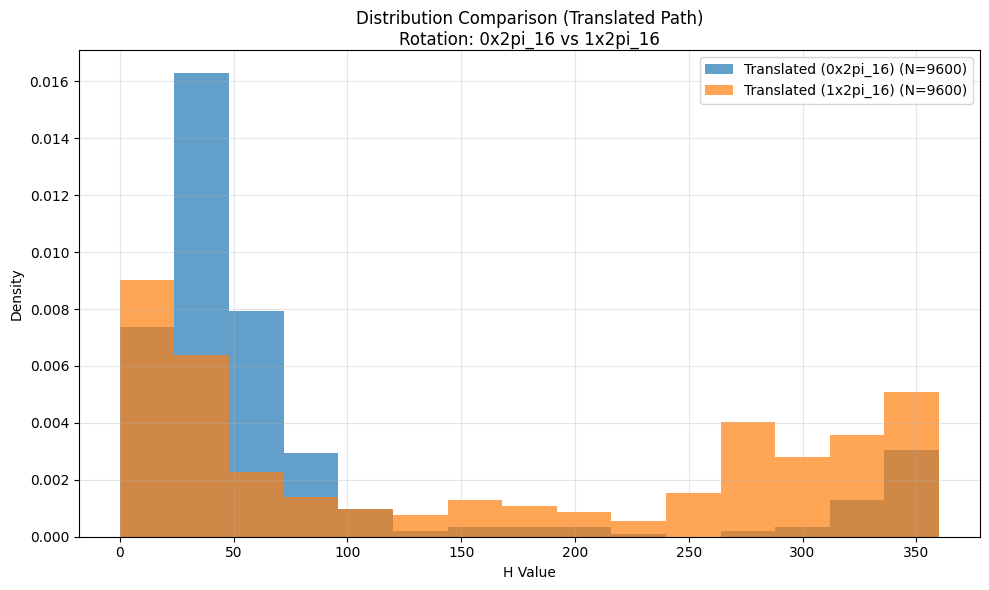 Distribution Comparison (Translated Path)
Rotation: 0x2pi_16 vs 1x2pi_16
Translated (0x2pi_16) (N=9600)
Translated (1x2pi_16) (N=9600)
Density
0.016
0.014
0.012
0.010
0.008
0.006
0.004
0.002
0.000
0 50 100 150 200 250 300 350
H Value